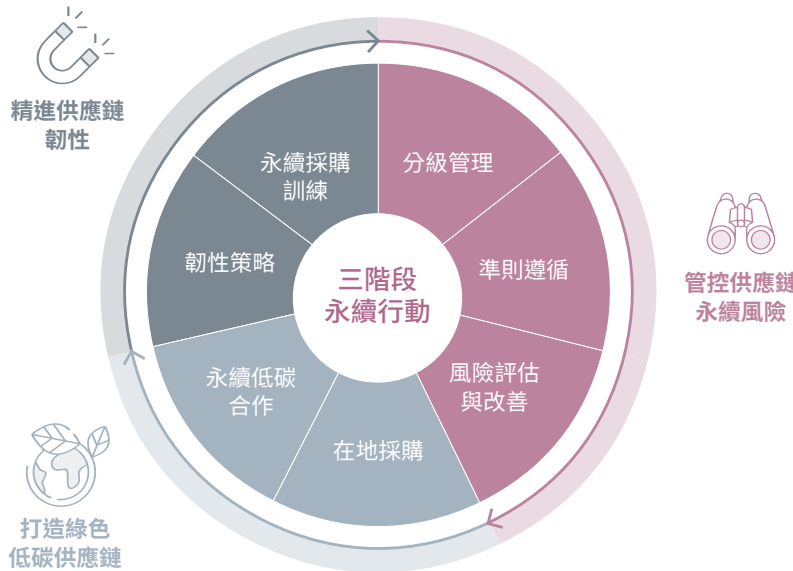 精進供應鏈
韌性
永續採購
訓練
分級管理
韌性策略
準則遵循
三階段
永續行動
管控供應鏈
永續風險
永續低碳
合作
風險評估
與改善
在地採購
打造綠色
低碳供應鏈